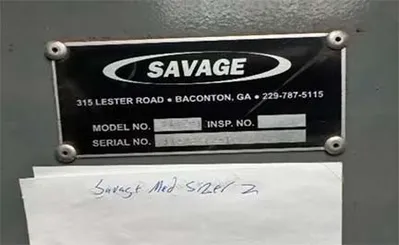 SAVAGE
315 LESTER ROAD • BACONTON, GA • 229-787-5115
MODEL NO. INSP. NO.
SERIAL NO.
Savage Med Sizer 2